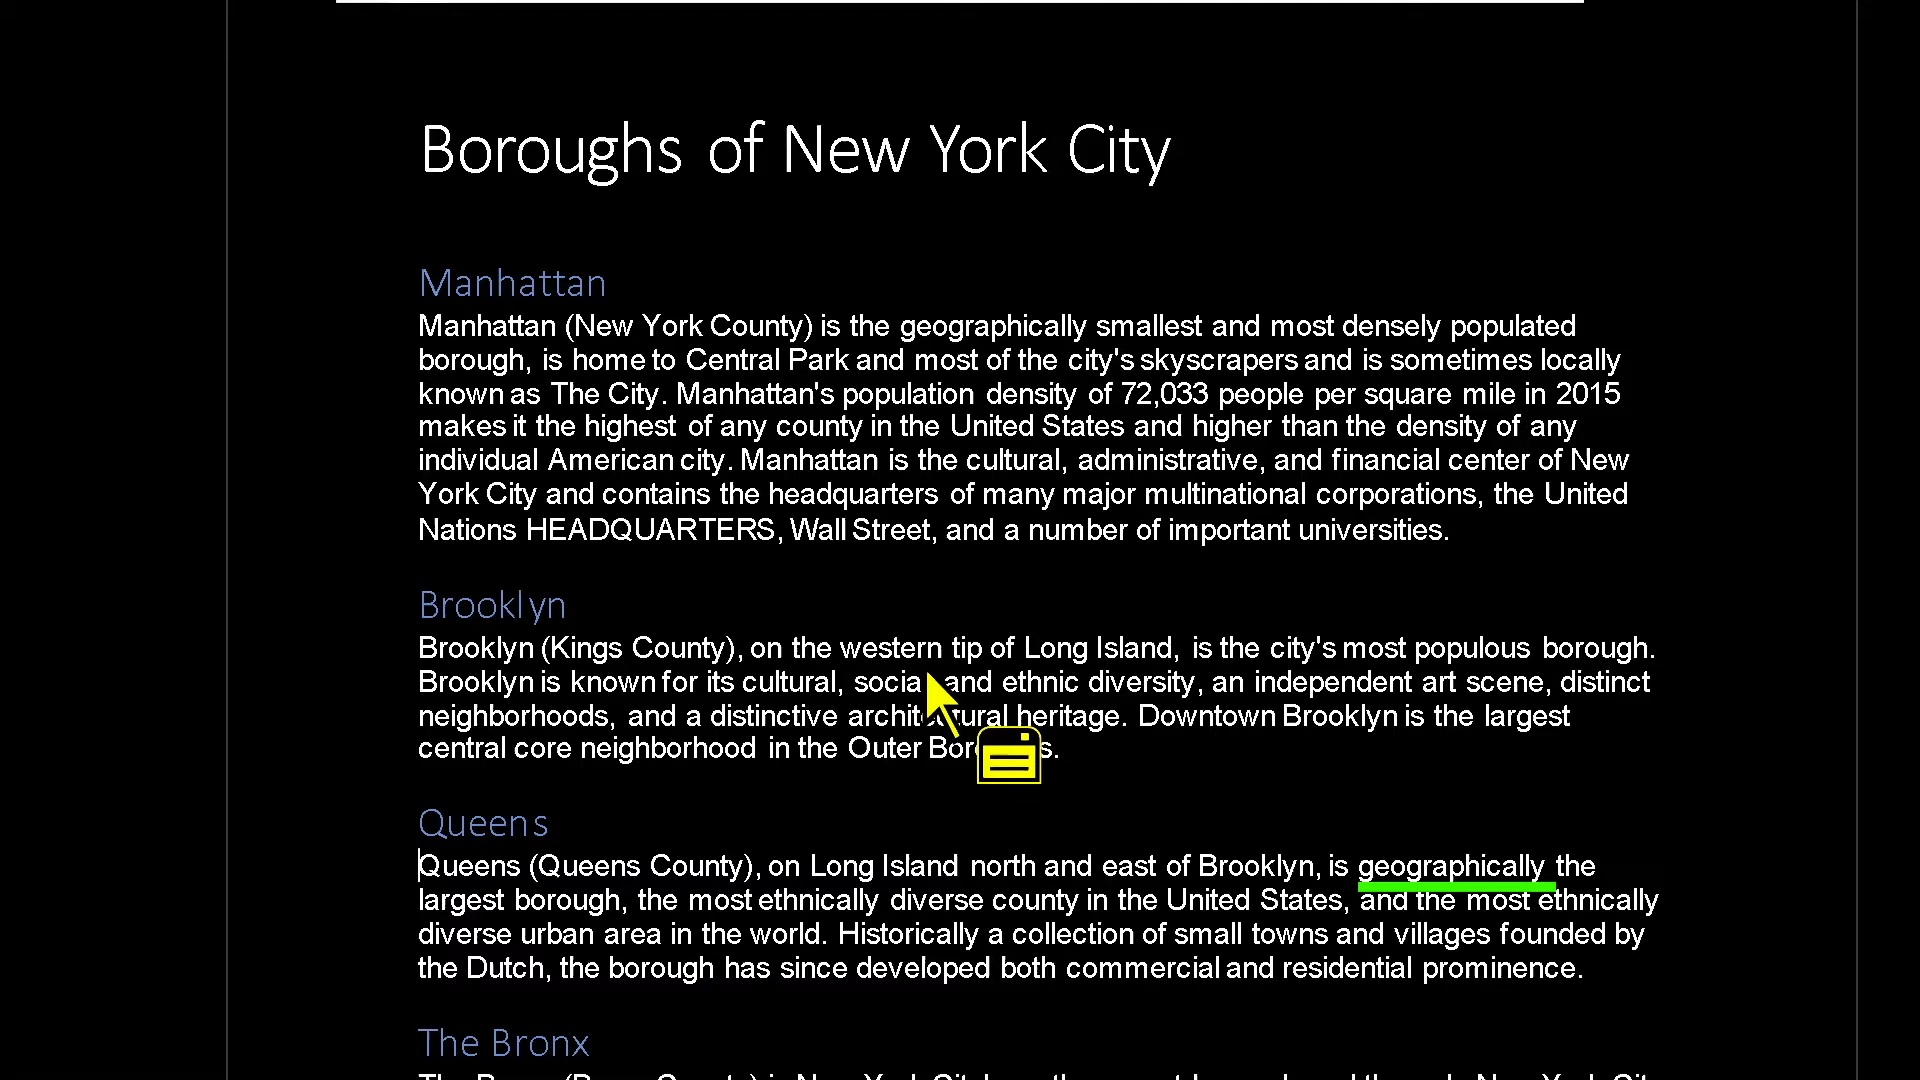 Boroughs of New York City
Manhattan
Manhattan (New York County) is the geographically smallest and most densely populated
borough, is home to Central Park and most of the city's skyscrapers and is sometimes locally
known as The City. Manhattan's population density of 72,033 people per square mile in 2015
makes it the highest of any county in the United States and higher than the density of any
individual American city. Manhattan is the cultural, administrative, and financial center of New
York City and contains the headquarters of many major multinational corporations, the United
Nations HEADQUARTERS, Wall Street, and a number of important universities.
Brooklyn
Brooklyn (Kings County), on the western tip of Long Island, is the city's most populous borough.
Brooklyn is known for its cultural, social and ethnic diversity, an independent art scene, distinct
neighborhoods, and a distinctive architectural heritage. Downtown Brooklyn is the largest
central core neighborhood in the Outer Boroughs.
Queens
Queens (Queens County), on Long Island north and east of Brooklyn, is geographically the
largest borough, the most ethnically diverse county in the United States, and the most ethnically
diverse urban area in the world. Historically a collection of small towns and villages founded by
the Dutch, the borough has since developed both commercial and residential prominence.
The Bronx